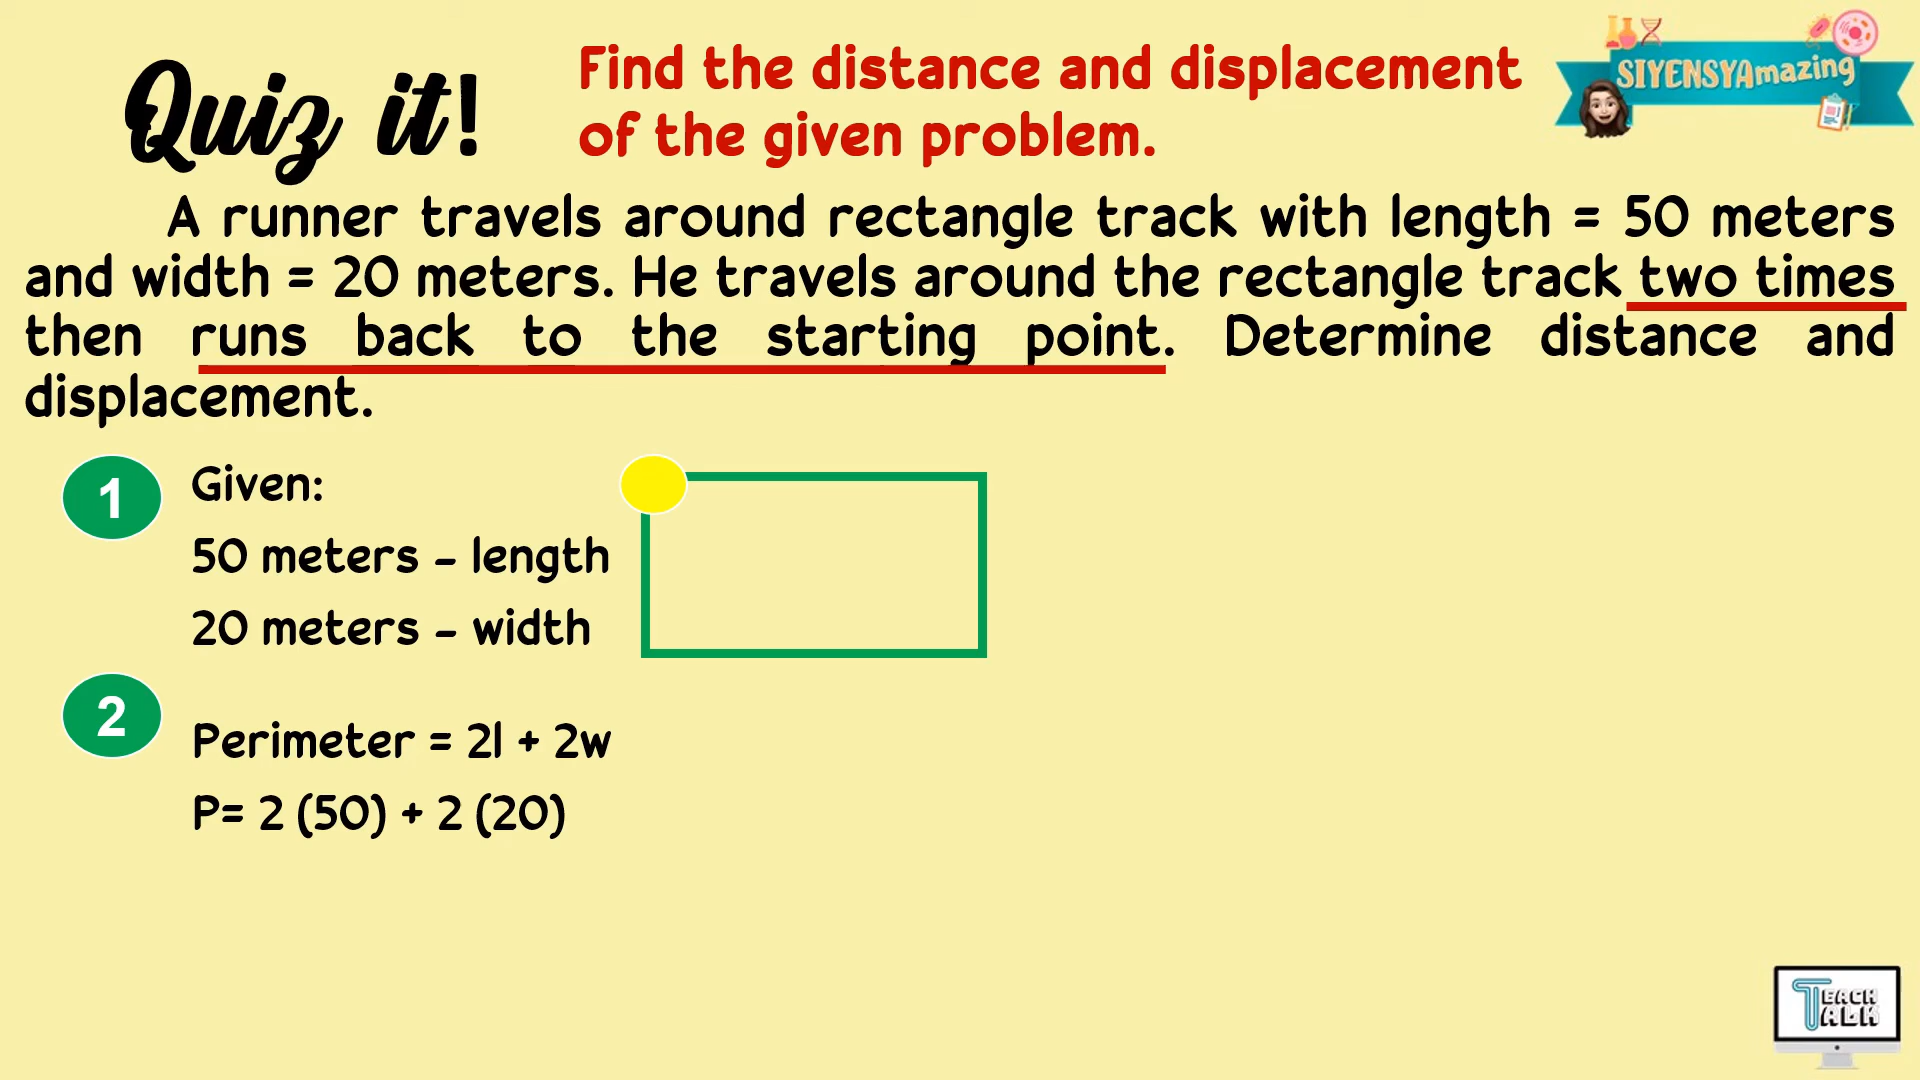 Quiz it!
Find the distance and displacement
of the given problem.
SIYENSYAmazing
A runner travels around rectangle track with length = 50 meters
and width = 20 meters. He travels around the rectangle track two times
then runs back to the starting point. Determine distance and
displacement.
1
Given:
50 meters - length
20 meters - width
2
Perimeter = 2l + 2w
P= 2 (50) + 2 (20)
TEACH
TALK